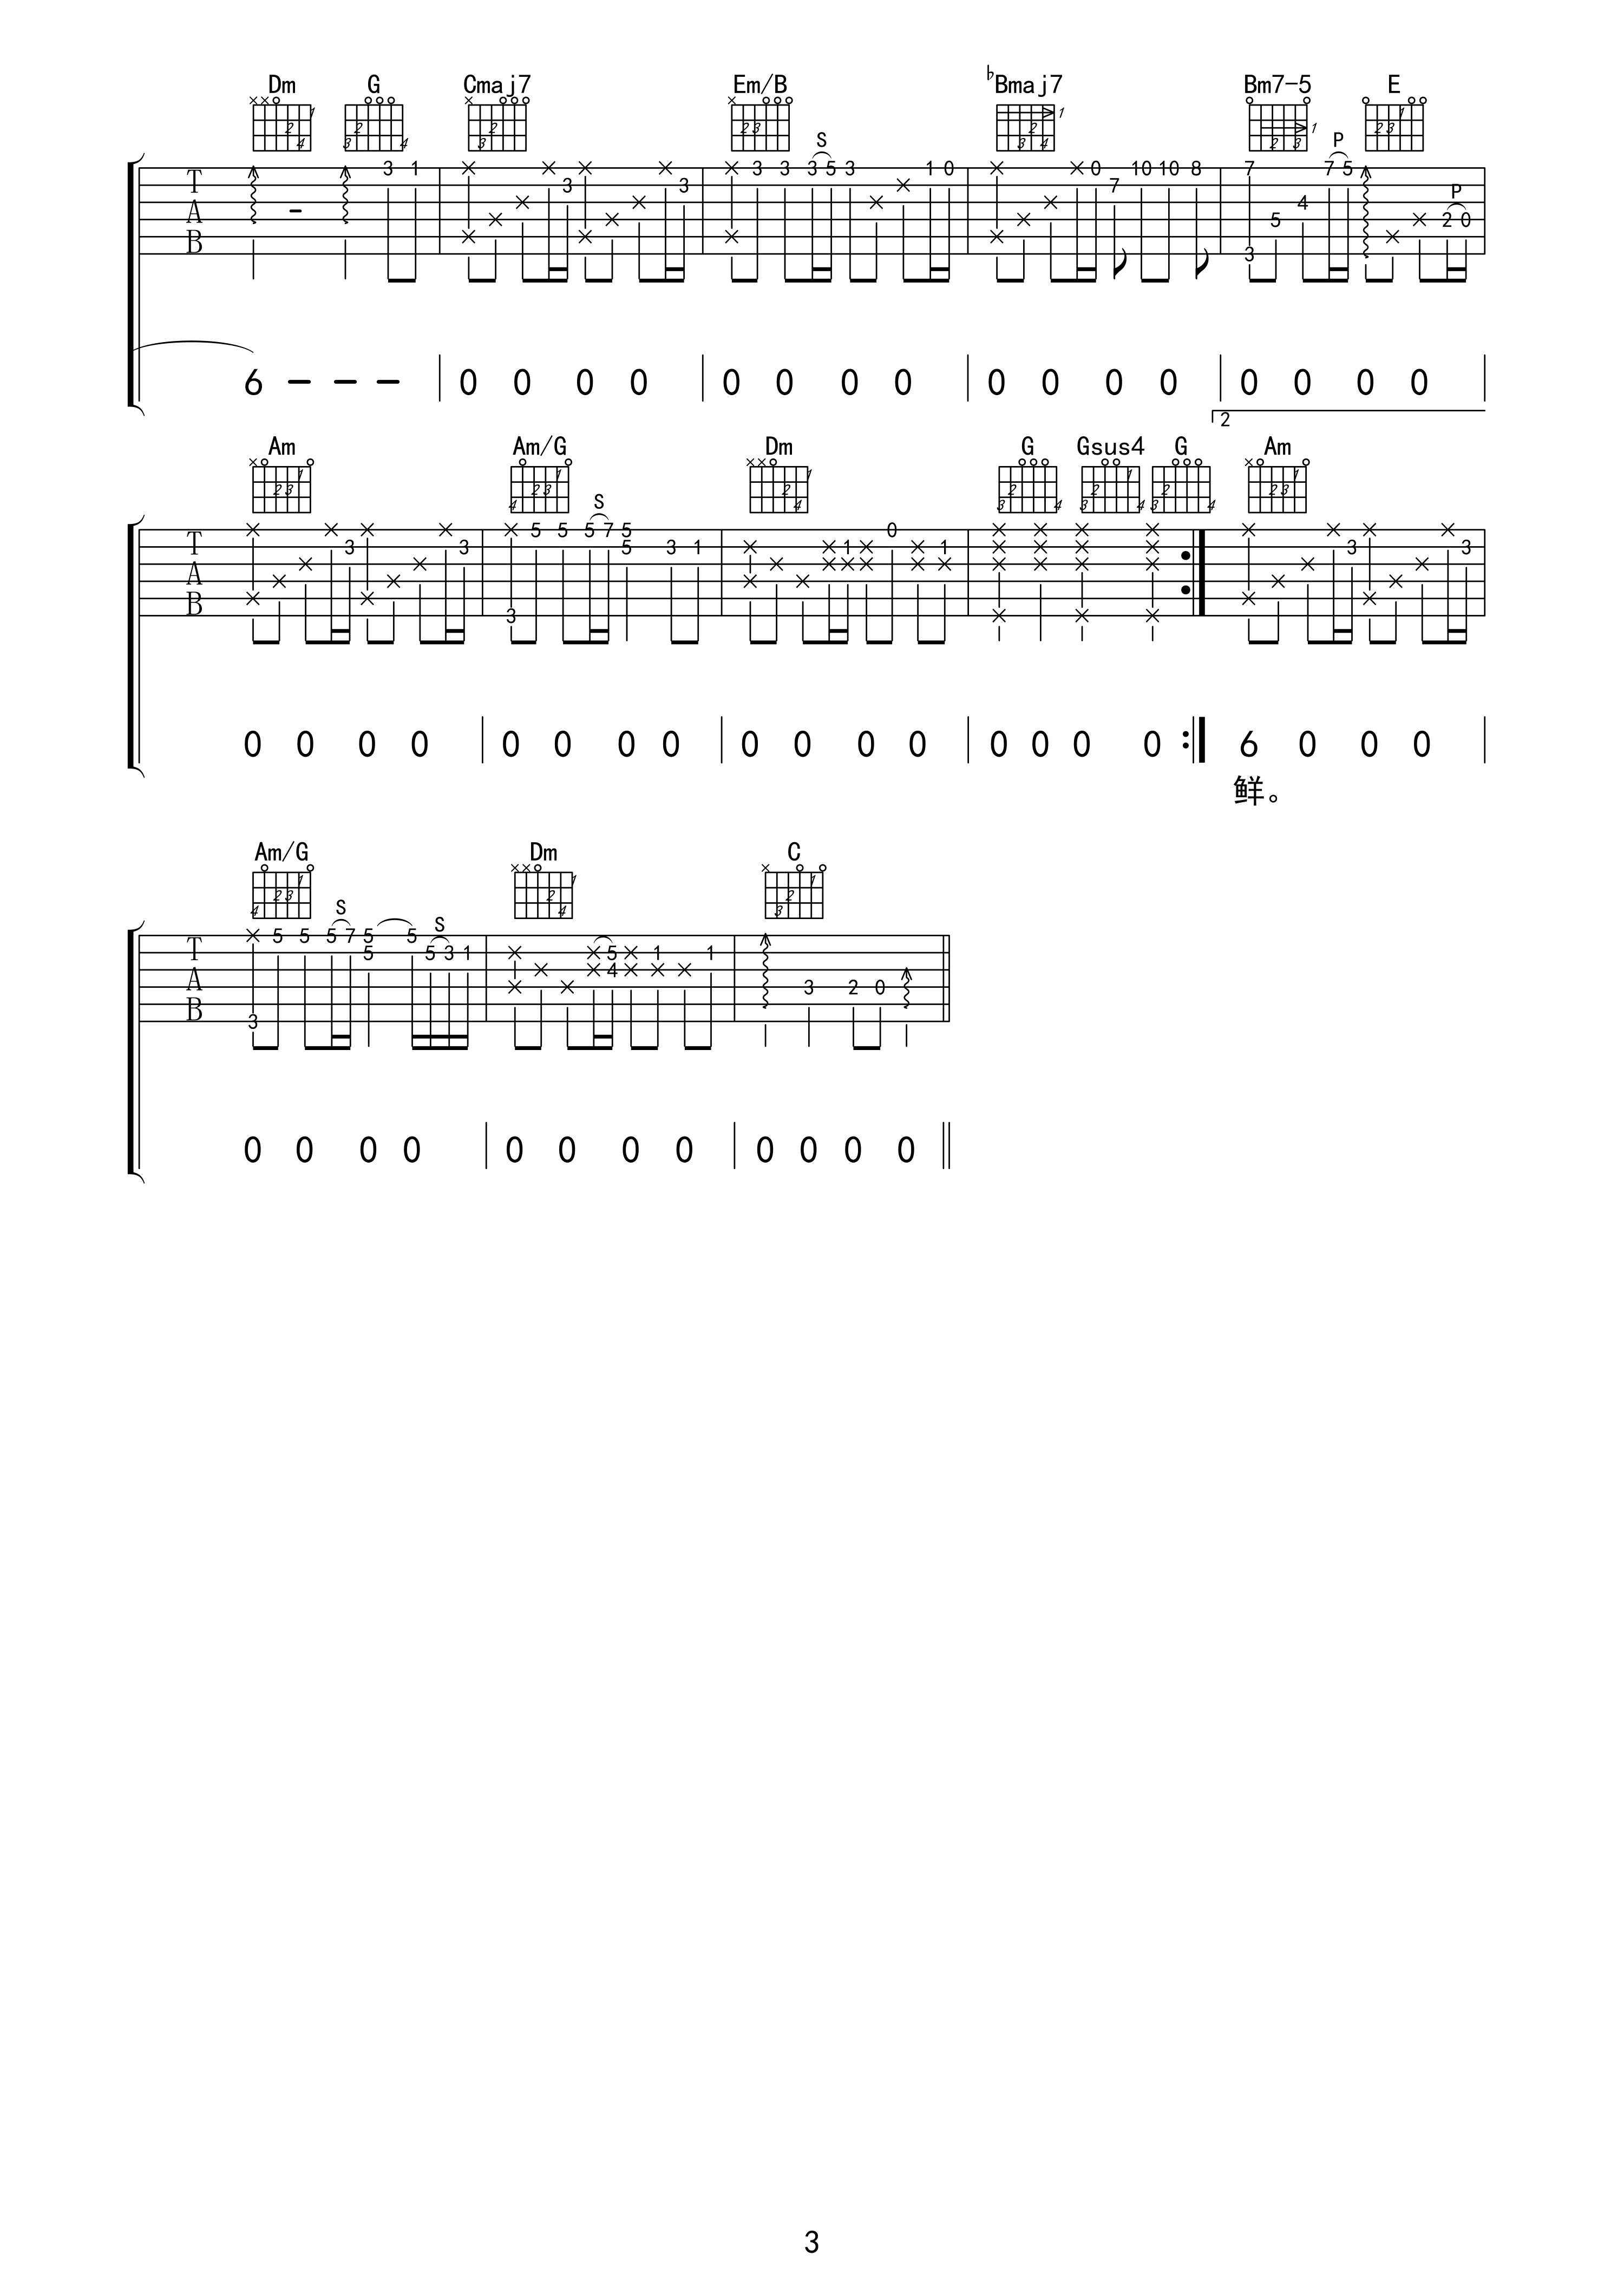 Dm G Cmaj7 Em/B ♭Bmaj7 Bm7-5 E
S P P
T 3 1 3 3 3 3 3 5 3 1 0 0 7 10 10 8 7 5 4 7 5
A 2 0
B 3
6 - - - 0 0 0 0 0 0 0 0 0 0 0 0 0 0 0 0
2
Am Am/G Dm G Gsus4 G Am
S
T 3 3 5 5 5 7 5 5 3 1 1 0 1 3 3
A
B 3
0 0 0 0 0 0 0 0 0 0 0 0 0 0 0 0 6 0 0 0
鲜。
Am/G Dm C
S S
T 5 5 5 7 5 5 5 5 3 1 5 4 1 1
A 3 2 0
B 3
0 0 0 0 0 0 0 0 0 0 0 0
3